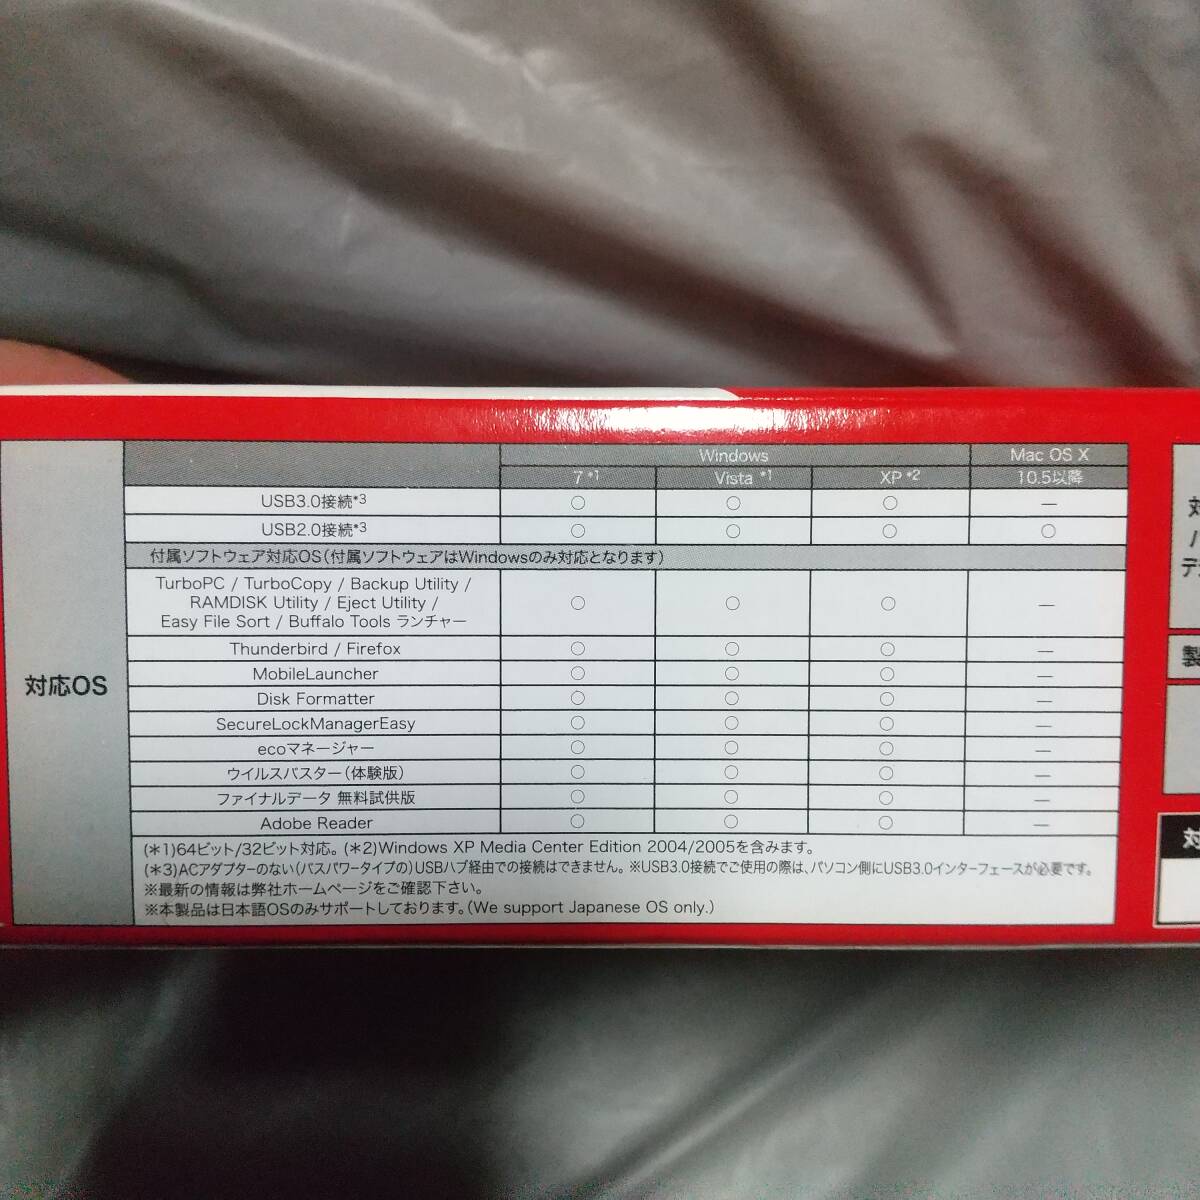 対応OS
Windows Mac OS X
7 *1 Vista *1 XP *2 10.5以降
USB3.0接続*3 ○ ○ ○ —
USB2.0接続*3 ○ ○ ○ ○
付属ソフトウェア対応OS（付属ソフトウェアはWindowsのみ対応となります）
TurboPC / TurboCopy / Backup Utility /
RAMDISK Utility / Eject Utility / ○ ○ ○ —
Easy File Sort / Buffalo Tools ランチャー
Thunderbird / Firefox ○ ○ ○ —
MobileLauncher ○ ○ ○ —
Disk Formatter ○ ○ ○ —
SecureLockManagerEasy ○ ○ ○ —
ecoマネージャー ○ ○ ○ —
ウイルスバスター（体験版） ○ ○ ○ —
ファイナルデータ 無料試供版 ○ ○ ○ —
Adobe Reader ○ ○ ○ —
(*1)64ビット/32ビット対応。(*2)Windows XP Media Center Edition 2004/2005を含みます。
(*3)ACアダプターのない（バスパワータイプの）USBハブ経由での接続はできません。※USB3.0接続でご使用の際は、パソコン側にUSB3.0インターフェースが必要です。
※最新の情報は弊社ホームページをご確認下さい。
※本製品は日本語OSのみサポートしております。(We support Japanese OS only.)
対
デ
製
対